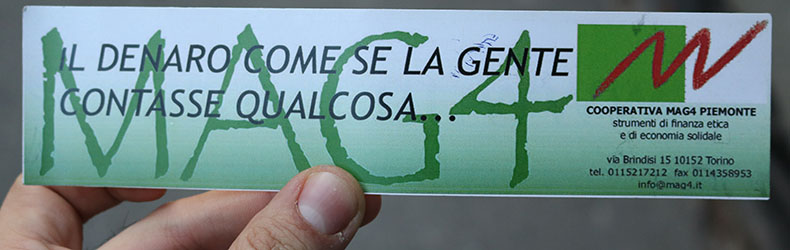 MAG4
IL DENARO COME SE LA GENTE
CONTASSE QUALCOSA...
COOPERATIVA MAG4 PIEMONTE
strumenti di finanza etica
e di economia solidale
via Brindisi 15 10152 Torino
tel. 0115217212 fax 0114358953
info@mag4.it